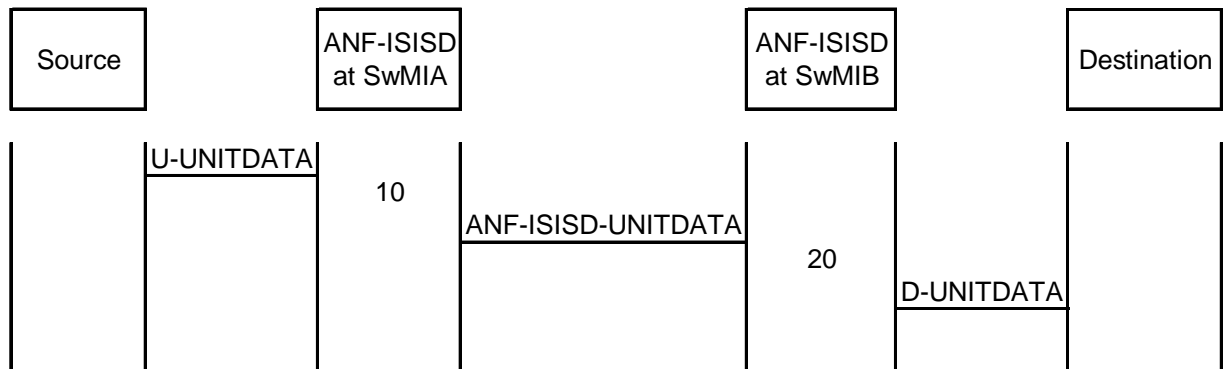 Source
ANF-ISISD
at SwMIA
ANF-ISISD
at SwMIB
Destination
U-UNITDATA
10
ANF-ISISD-UNITDATA
20
D-UNITDATA